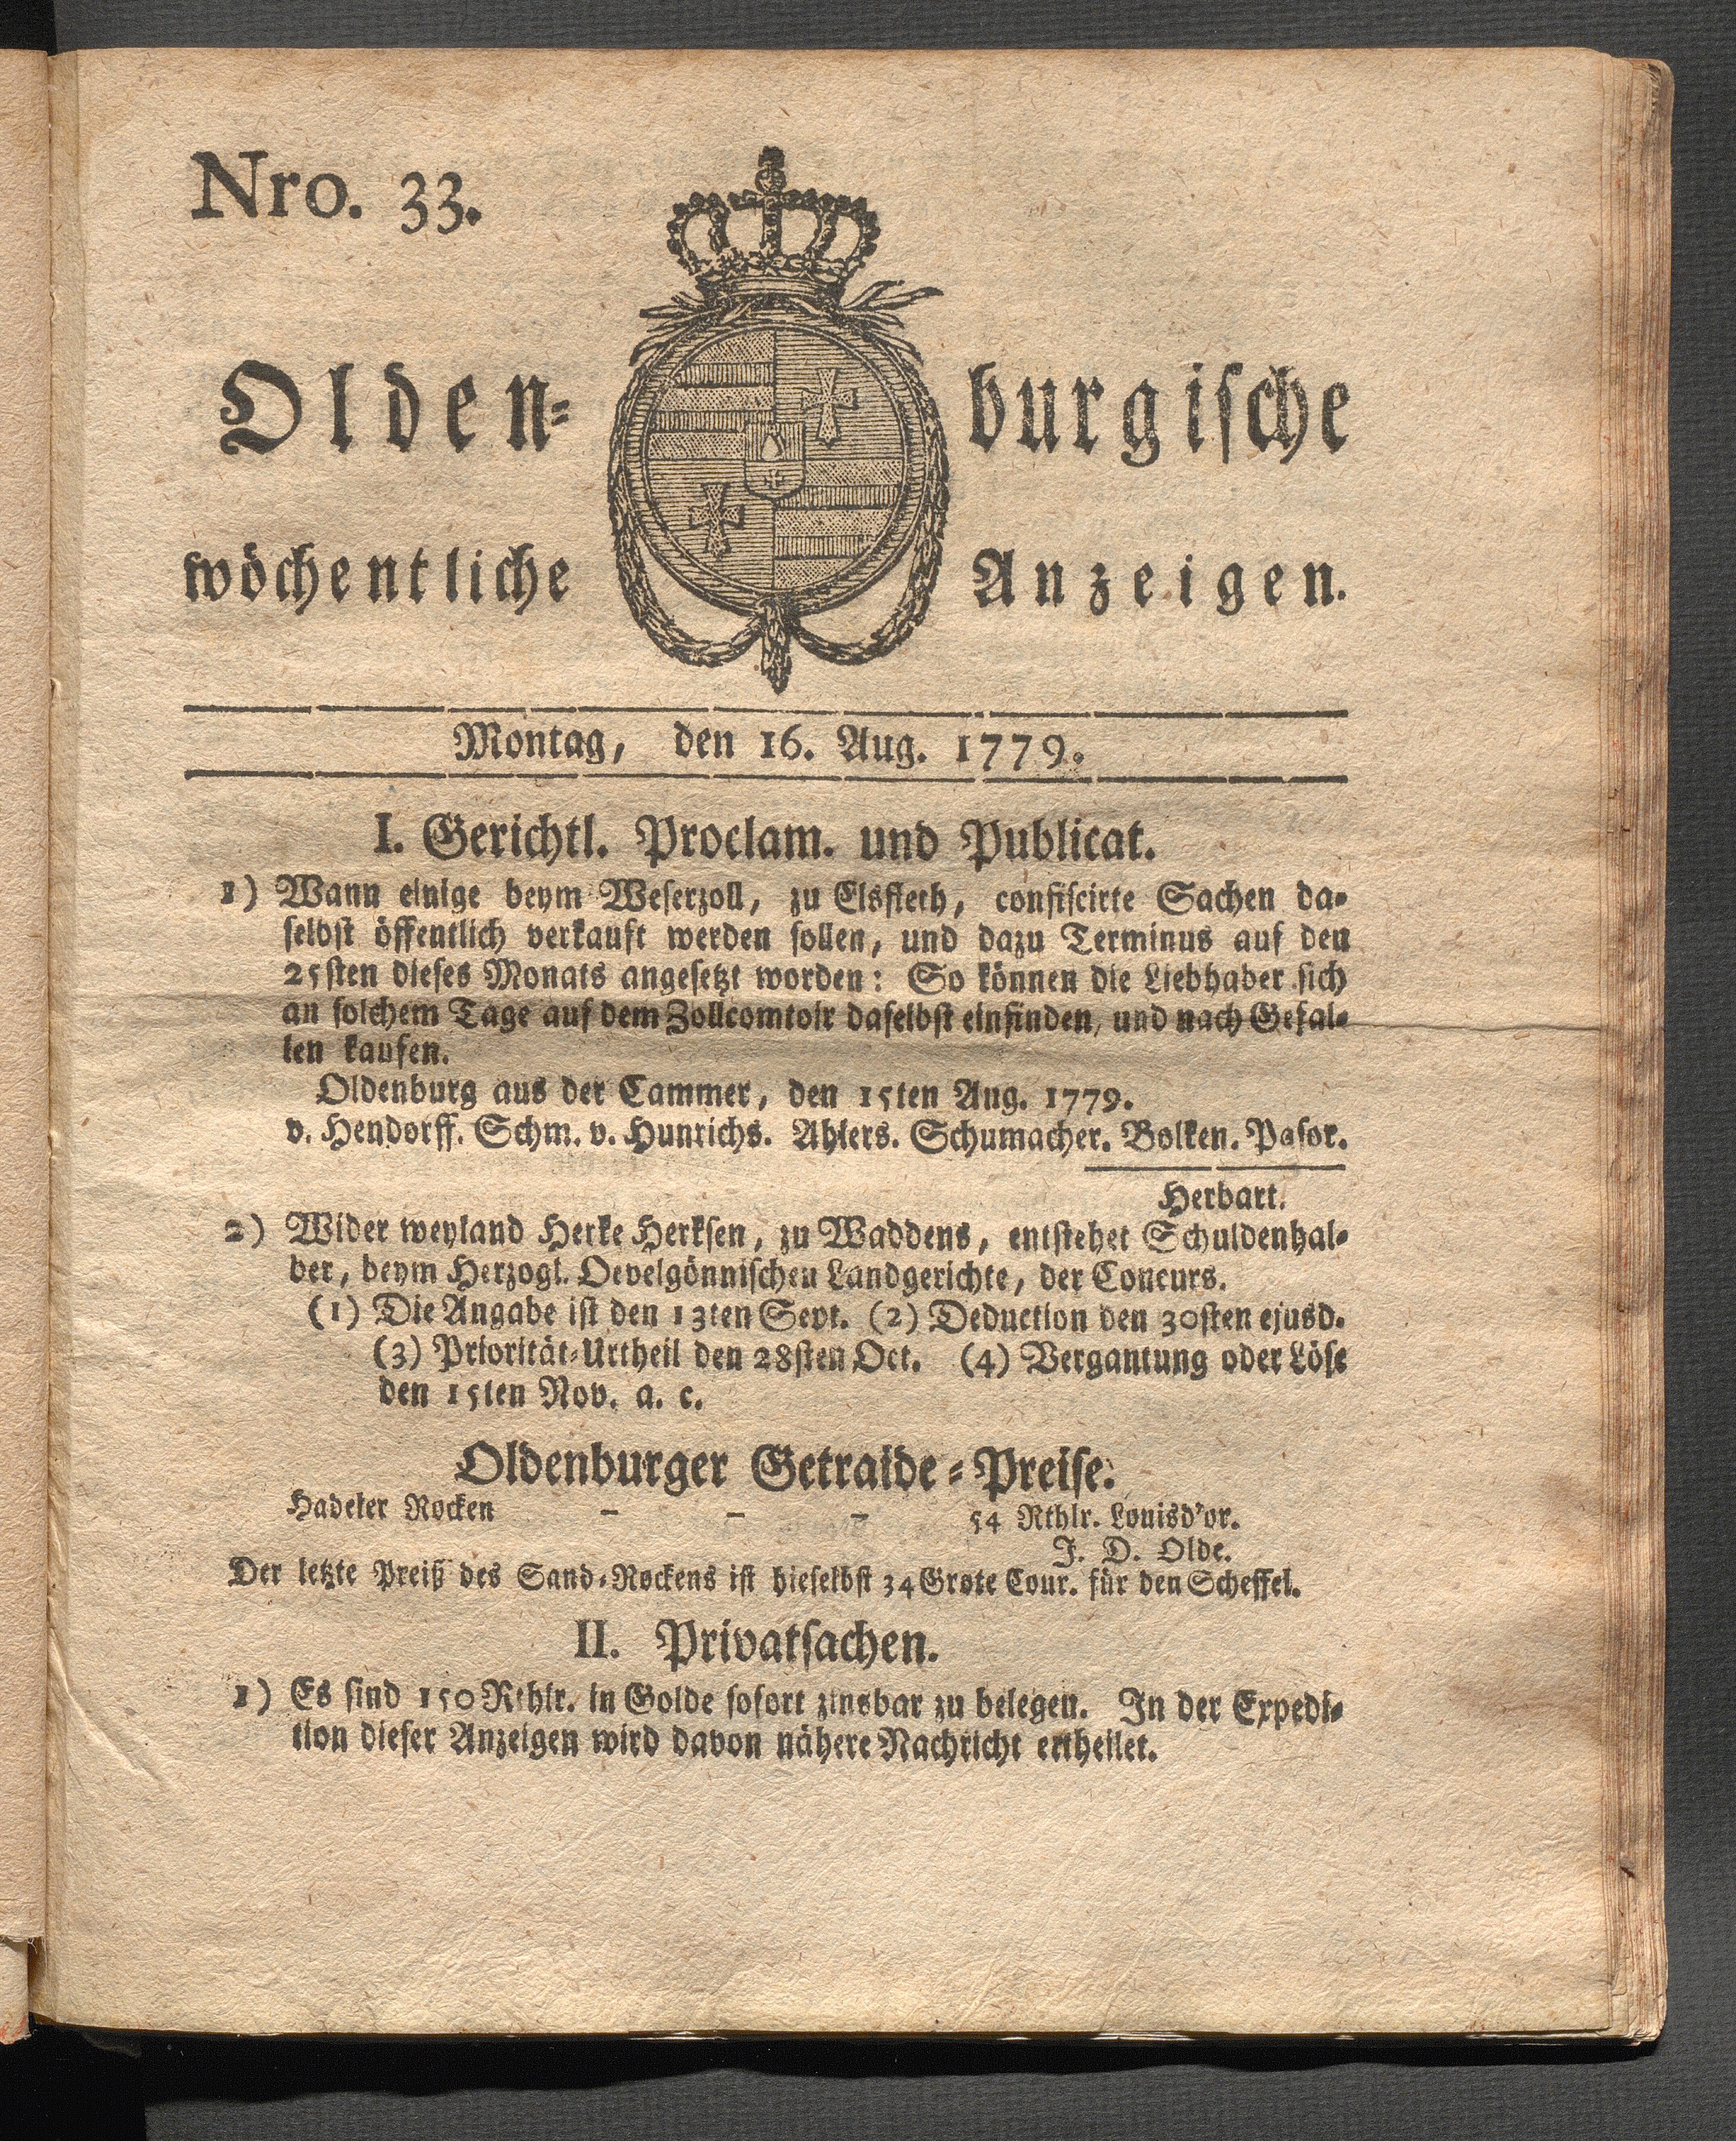 Nro. 33.
Olden-burgische
wöchentliche Anzeigen.
Montag, den 16. Aug. 1779.
I. Gerichtl. Proclam. und Publicat.
1) Wann einige beym Weserzoll, zu Elsfleth, confiscirte Sachen da-
selbst öffentlich verkauft werden sollen, und dazu Terminus auf den
25sten dieses Monats angesetzt worden: So können die Liebhaber sich
an solchem Tage auf dem Zollcomtoir daselbst einfinden, und nach Gefal-
len kaufen.
Oldenburg aus der Cammer, den 15ten Aug. 1779.
v. Hendorff. Schm. v. Hunrichs. Ahlers. Schumacher. Bolken. Pasor.
Herbart.
2) Wider weyland Herke Herksen, zu Waddens, entstehet Schuldenhal-
ber, beym Herzogl. Oevelgönnischen Landgerichte, der Concurs.
(1) Die Angabe ist den 13ten Sept. (2) Deduction den 30sten ejusd.
(3) Priorität-Urtheil den 28sten Oct. (4) Vergantung oder Löse
den 15ten Nov. a. c.
Oldenburger Getraide-Preise.
Hadeler Rocken - - - 54 Rthlr. Louisd'or.
J. D. Olde.
Der letzte Preiß des Sand-Rockens ist hieselbst 34 Grote Cour. für den Scheffel.
II. Privatsachen.
1) Es sind 150 Rthlr. in Golde sofort zinsbar zu belegen. In der Expedi-
tion dieser Anzeigen wird davon nähere Nachricht ertheilet.